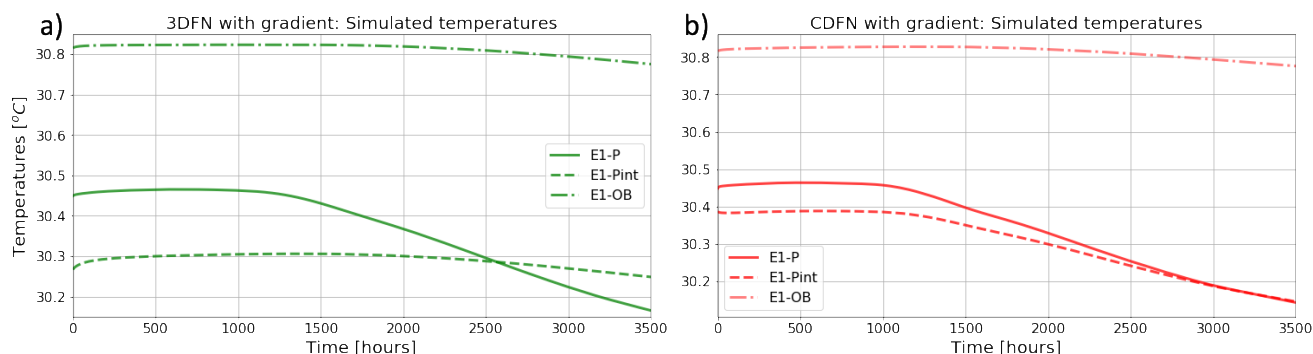 a)
3DFN with gradient: Simulated temperatures
Temperatures [°C]
30.8
30.7
30.6
30.5
30.4
30.3
30.2
E1-P
E1-Pint
E1-OB
0 500 1000 1500 2000 2500 3000 3500
Time [hours]
b)
CDFN with gradient: Simulated temperatures
30.8
30.7
30.6
30.5
30.4
30.3
30.2
E1-P
E1-Pint
E1-OB
0 500 1000 1500 2000 2500 3000 3500
Time [hours]